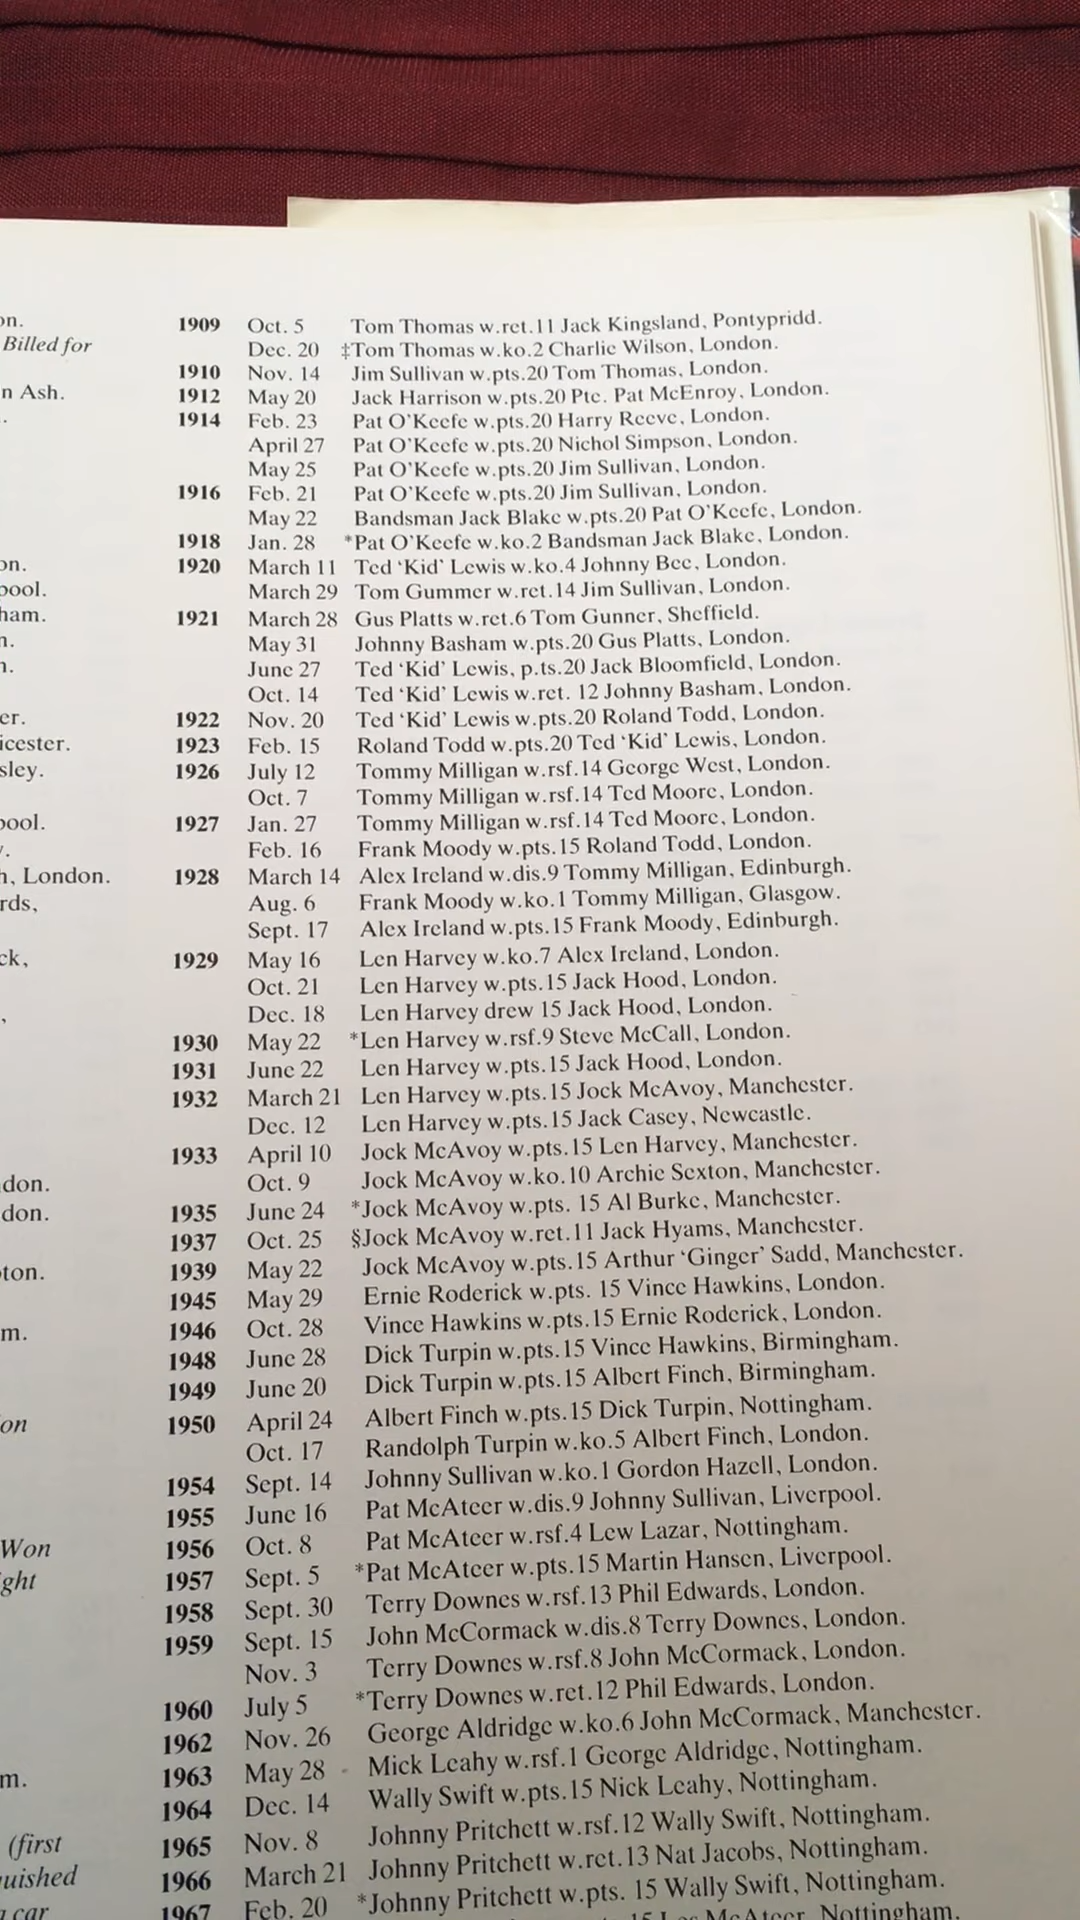 on.
Billed for
n Ash.
.
on.
pool.
ham.
n.
n.
er.
icester.
sley.
pool.
y.
h, London.
rds,
ck,
,
don.
don.
ton.
m.
on
Won
ght
m.
(first
uished
car
1909 Oct. 5 Tom Thomas w.ret.11 Jack Kingsland, Pontypridd.
Dec. 20 ‡Tom Thomas w.ko.2 Charlie Wilson, London.
1910 Nov. 14 Jim Sullivan w.pts.20 Tom Thomas, London.
1912 May 20 Jack Harrison w.pts.20 Ptc. Pat McEnroy, London.
1914 Feb. 23 Pat O'Keefe w.pts.20 Harry Reeve, London.
April 27 Pat O'Keefe w.pts.20 Nichol Simpson, London.
May 25 Pat O'Keefe w.pts.20 Jim Sullivan, London.
1916 Feb. 21 Pat O'Keefe w.pts.20 Jim Sullivan, London.
May 22 Bandsman Jack Blake w.pts.20 Pat O'Keefe, London.
1918 Jan. 28 *Pat O'Keefe w.ko.2 Bandsman Jack Blake, London.
1920 March 11 Ted 'Kid' Lewis w.ko.4 Johnny Bee, London.
March 29 Tom Gummer w.ret.14 Jim Sullivan, London.
1921 March 28 Gus Platts w.ret.6 Tom Gunner, Sheffield.
May 31 Johnny Basham w.pts.20 Gus Platts, London.
June 27 Ted 'Kid' Lewis, p.ts.20 Jack Bloomfield, London.
Oct. 14 Ted 'Kid' Lewis w.ret. 12 Johnny Basham, London.
1922 Nov. 20 Ted 'Kid' Lewis w.pts.20 Roland Todd, London.
1923 Feb. 15 Roland Todd w.pts.20 Ted 'Kid' Lewis, London.
1926 July 12 Tommy Milligan w.rsf.14 George West, London.
Oct. 7 Tommy Milligan w.rsf.14 Ted Moore, London.
1927 Jan. 27 Tommy Milligan w.rsf.14 Ted Moore, London.
Feb. 16 Frank Moody w.pts.15 Roland Todd, London.
1928 March 14 Alex Ireland w.dis.9 Tommy Milligan, Edinburgh.
Aug. 6 Frank Moody w.ko.1 Tommy Milligan, Glasgow.
Sept. 17 Alex Ireland w.pts.15 Frank Moody, Edinburgh.
1929 May 16 Len Harvey w.ko.7 Alex Ireland, London.
Oct. 21 Len Harvey w.pts.15 Jack Hood, London.
Dec. 18 Len Harvey drew 15 Jack Hood, London.
1930 May 22 *Len Harvey w.rsf.9 Steve McCall, London.
1931 June 22 Len Harvey w.pts.15 Jack Hood, London.
1932 March 21 Len Harvey w.pts.15 Jock McAvoy, Manchester.
Dec. 12 Len Harvey w.pts.15 Jack Casey, Newcastle.
1933 April 10 Jock McAvoy w.pts.15 Len Harvey, Manchester.
Oct. 9 Jock McAvoy w.ko.10 Archie Sexton, Manchester.
1935 June 24 *Jock McAvoy w.pts. 15 Al Burke, Manchester.
1937 Oct. 25 §Jock McAvoy w.ret.11 Jack Hyams, Manchester.
1939 May 22 Jock McAvoy w.pts.15 Arthur 'Ginger' Sadd, Manchester.
1945 May 29 Ernie Roderick w.pts. 15 Vince Hawkins, London.
1946 Oct. 28 Vince Hawkins w.pts.15 Ernie Roderick, London.
1948 June 28 Dick Turpin w.pts.15 Vince Hawkins, Birmingham.
1949 June 20 Dick Turpin w.pts.15 Albert Finch, Birmingham.
1950 April 24 Albert Finch w.pts.15 Dick Turpin, Nottingham.
Oct. 17 Randolph Turpin w.ko.5 Albert Finch, London.
1954 Sept. 14 Johnny Sullivan w.ko.1 Gordon Hazell, London.
1955 June 16 Pat McAteer w.dis.9 Johnny Sullivan, Liverpool.
1956 Oct. 8 Pat McAteer w.rsf.4 Lew Lazar, Nottingham.
1957 Sept. 5 *Pat McAteer w.pts.15 Martin Hansen, Liverpool.
1958 Sept. 30 Terry Downes w.rsf.13 Phil Edwards, London.
1959 Sept. 15 John McCormack w.dis.8 Terry Downes, London.
Nov. 3 Terry Downes w.rsf.8 John McCormack, London.
1960 July 5 *Terry Downes w.ret.12 Phil Edwards, London.
1962 Nov. 26 George Aldridge w.ko.6 John McCormack, Manchester.
1963 May 28 Mick Leahy w.rsf.1 George Aldridge, Nottingham.
1964 Dec. 14 Wally Swift w.pts.15 Nick Leahy, Nottingham.
1965 Nov. 8 Johnny Pritchett w.rsf.12 Wally Swift, Nottingham.
1966 March 21 Johnny Pritchett w.ret.13 Nat Jacobs, Nottingham.
1967 Feb. 20 *Johnny Pritchett w.pts. 15 Wally Swift, Nottingham.
15 Les McAteer, Nottingham.